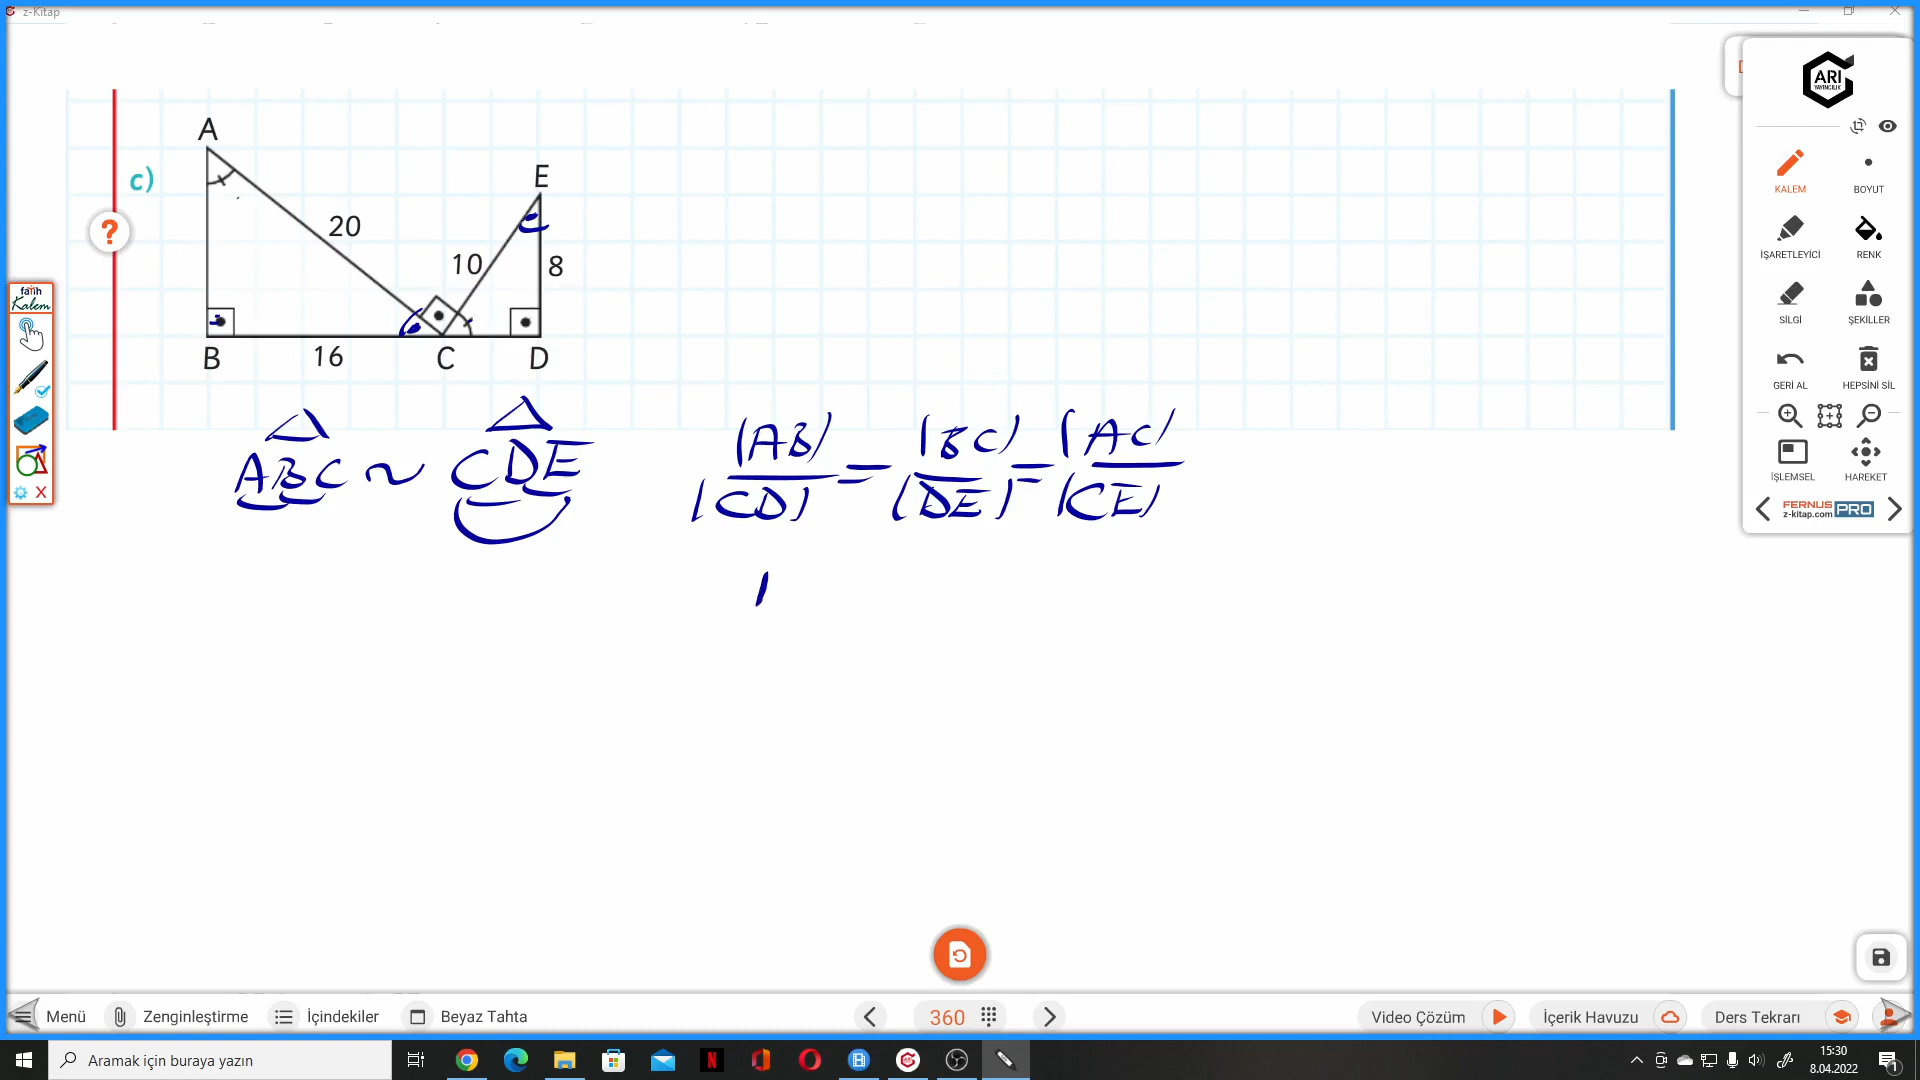 z-Kitap
ARI
YAYINCILIK
A
c)
E
20
10
8
B
16
C
D
KALEM
BOYUT
İŞARETLEYİCİ
RENK
SİLGİ
ŞEKİLLER
GERİ AL
HEPSİNİ SİL
İŞLEMSEL
HAREKET
FERNUS
z-kitap.com PRO
?
fatih
Kalem
X
ABC ~ CDE
|AB| / |CD| = |BC| / |DE| = |AC| / |CE|
|
Menü
Zenginleştirme
İçindekiler
Beyaz Tahta
360
Video Çözüm
İçerik Havuzu
Ders Tekrarı
Aramak için buraya yazın
15:30
8.04.2022
1